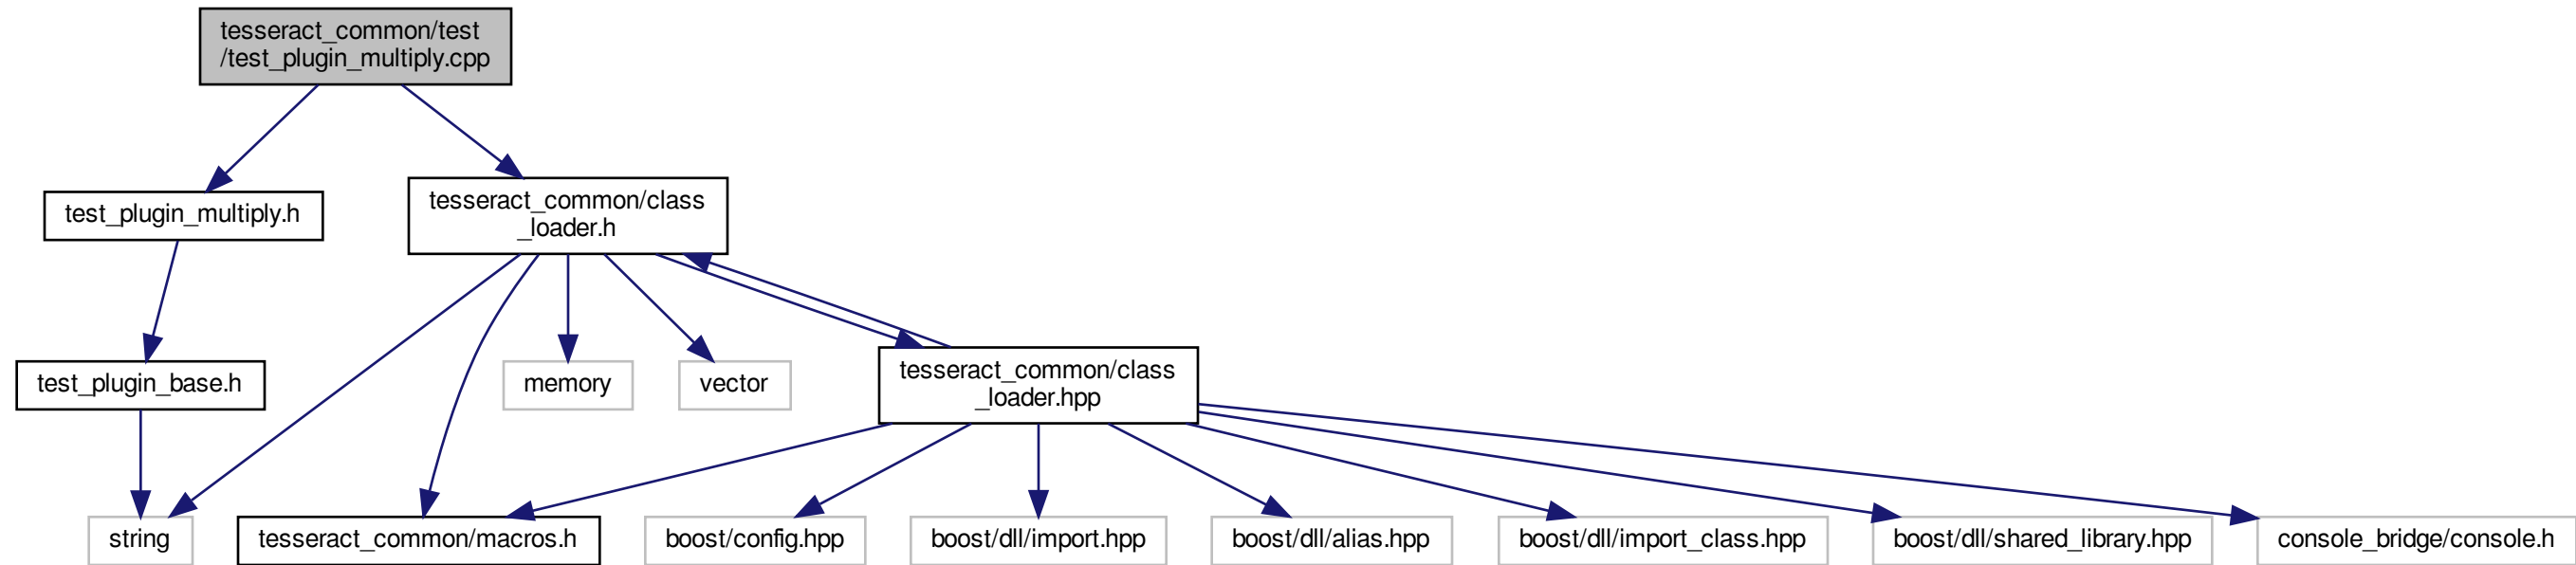 tesseract_common/test
/test_plugin_multiply.cpp
test_plugin_multiply.h
tesseract_common/class
_loader.h
test_plugin_base.h
memory
vector
tesseract_common/class
_loader.hpp
string
tesseract_common/macros.h
boost/config.hpp
boost/dll/import.hpp
boost/dll/alias.hpp
boost/dll/import_class.hpp
boost/dll/shared_library.hpp
console_bridge/console.h